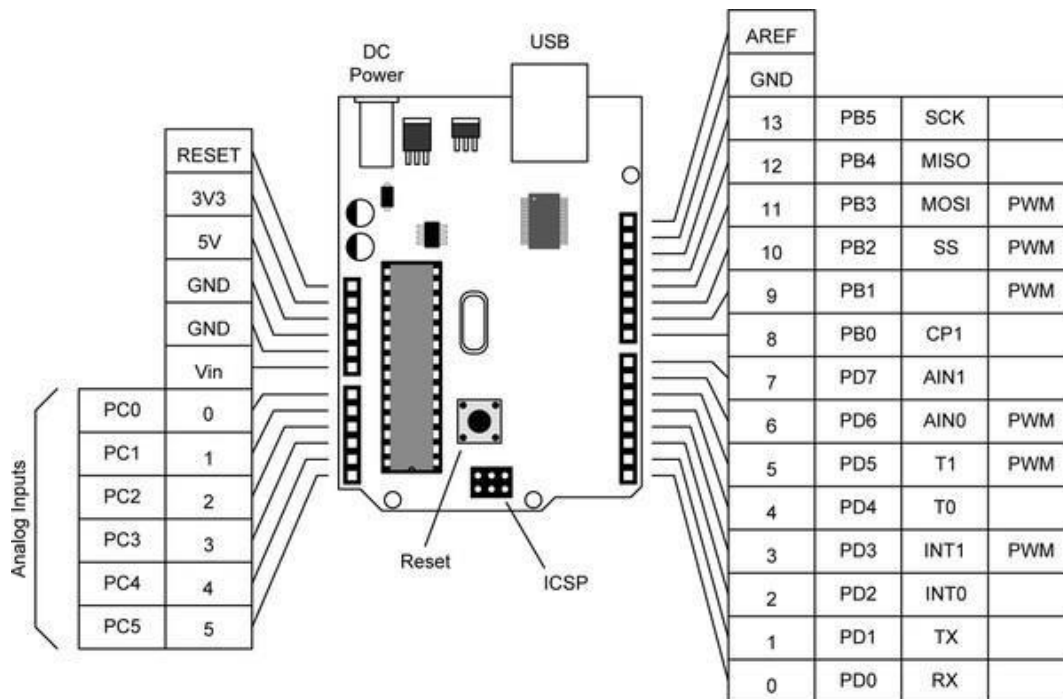 DC
Power
USB
RESET
3V3
5V
GND
GND
Vin
PC0 0
PC1 1
PC2 2
PC3 3
PC4 4
PC5 5
Analog Inputs
Reset
ICSP
AREF
GND
13 PB5 SCK
12 PB4 MISO
11 PB3 MOSI PWM
10 PB2 SS PWM
9 PB1 PWM
8 PB0 CP1
7 PD7 AIN1
6 PD6 AIN0 PWM
5 PD5 T1 PWM
4 PD4 T0
3 PD3 INT1 PWM
2 PD2 INT0
1 PD1 TX
0 PD0 RX